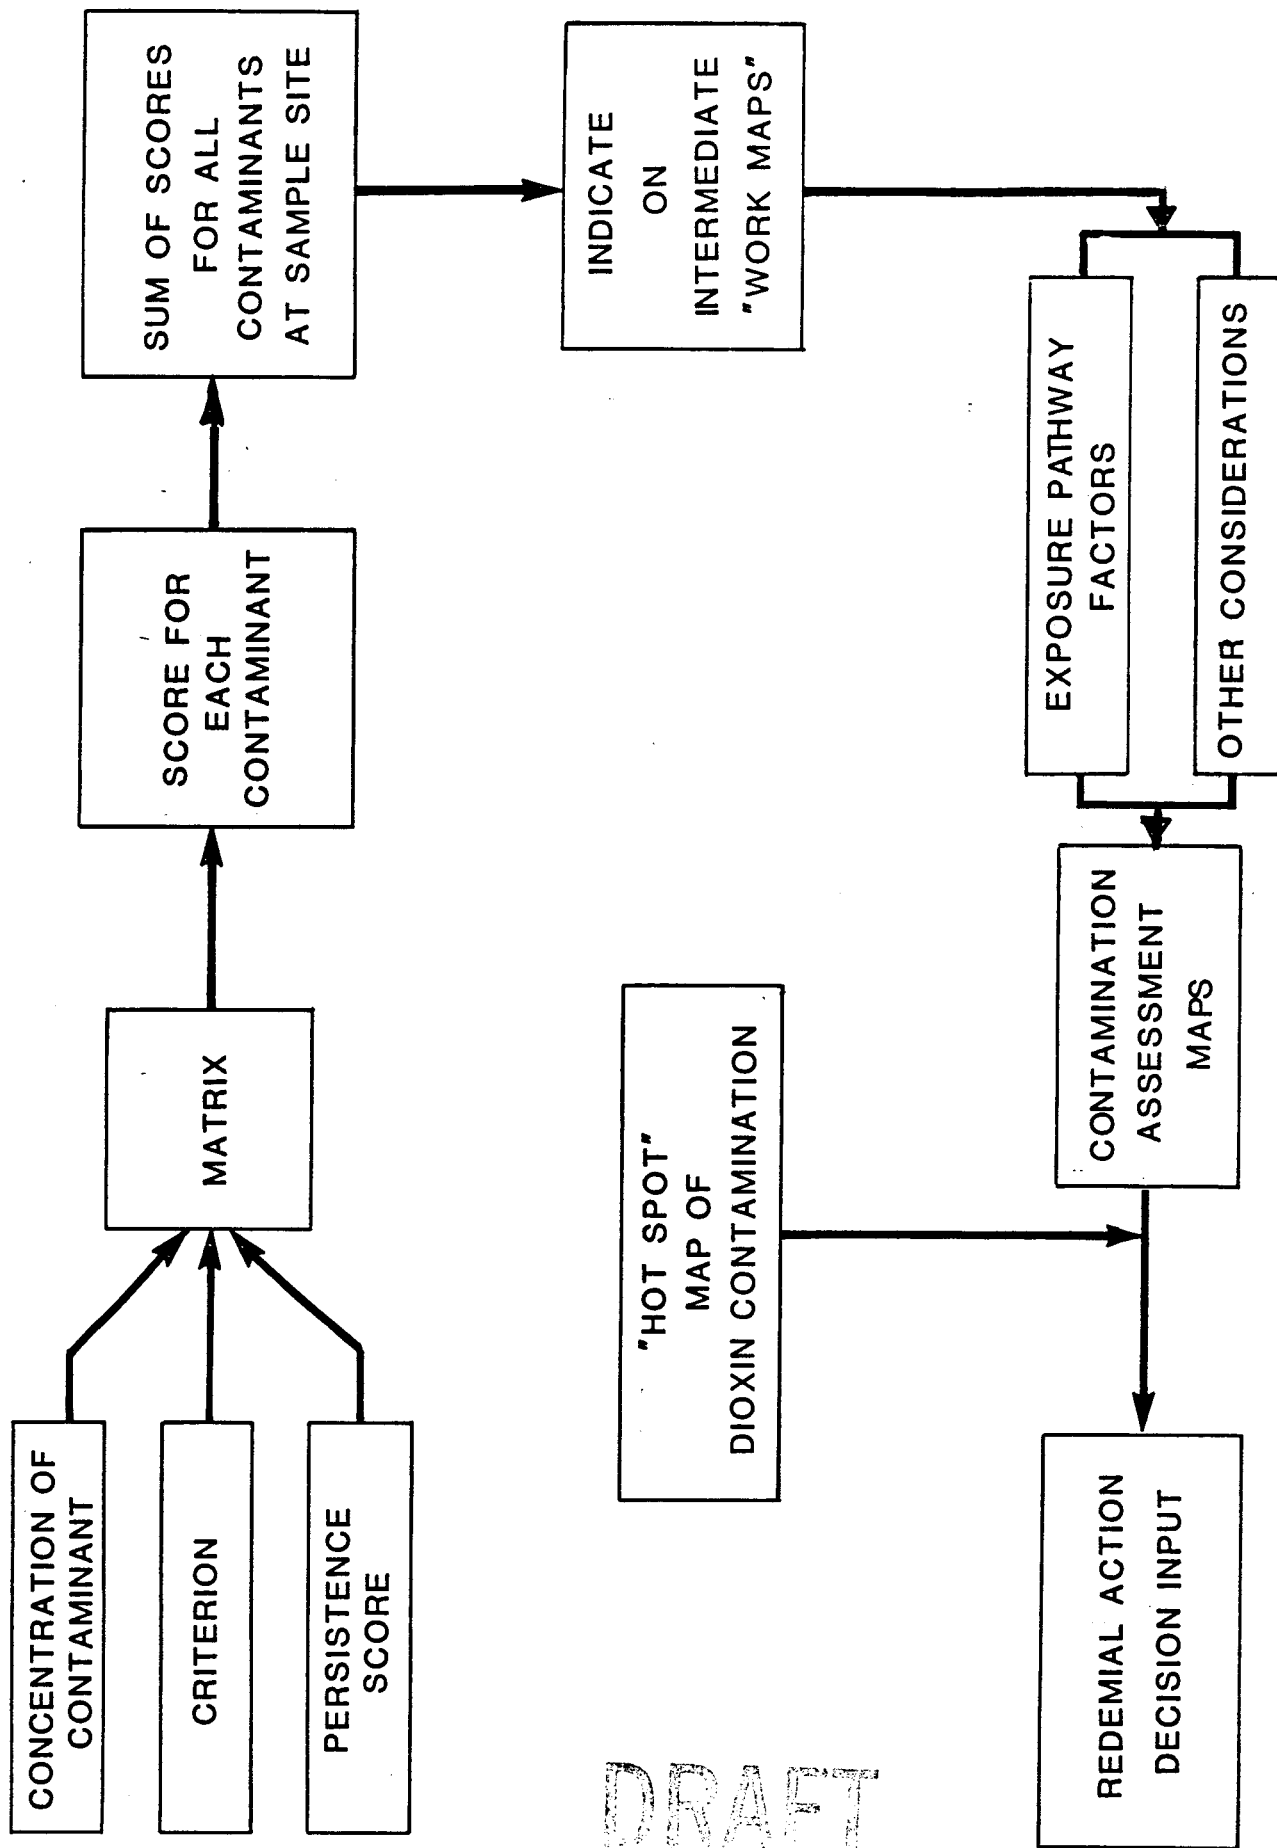 CONCENTRATION OF
CONTAMINANT
CRITERION
PERSISTENCE
SCORE
MATRIX
SCORE FOR
EACH
CONTAMINANT
SUM OF SCORES
FOR ALL
CONTAMINANTS
AT SAMPLE SITE
INDICATE
ON
INTERMEDIATE
"WORK MAPS"
"HOT SPOT"
MAP OF
DIOXIN CONTAMINATION
EXPOSURE PATHWAY
FACTORS
OTHER CONSIDERATIONS
CONTAMINATION
ASSESSMENT
MAPS
REDEMIAL ACTION
DECISION INPUT
DRAFT